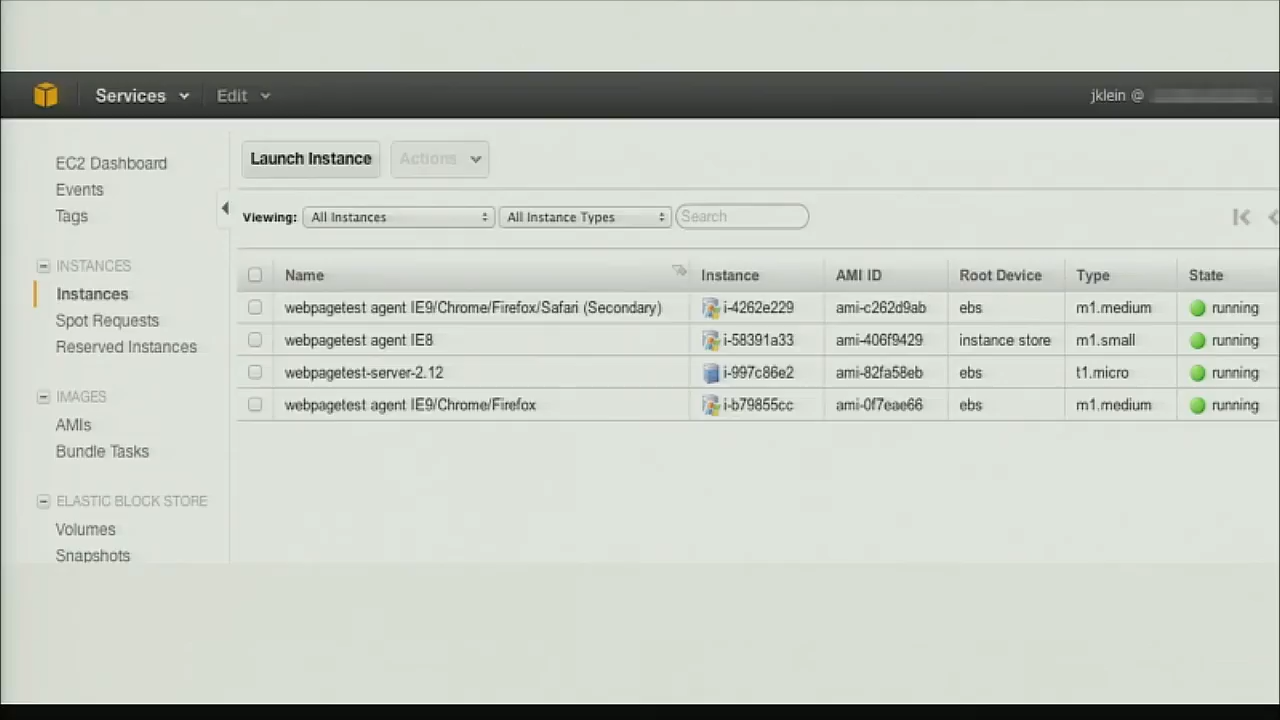 Services Edit jklein @
EC2 Dashboard
Events
Tags
INSTANCES
Instances
Spot Requests
Reserved Instances
IMAGES
AMIs
Bundle Tasks
ELASTIC BLOCK STORE
Volumes
Snapshots
Launch Instance Actions
Viewing: All Instances All Instance Types Search
Name Instance AMI ID Root Device Type State
webpagetest agent IE9/Chrome/Firefox/Safari (Secondary) i-4262e229 ami-c262d9ab ebs m1.medium running
webpagetest agent IE8 i-58391a33 ami-406f9429 instance store m1.small running
webpagetest-server-2.12 i-997c86e2 ami-82fa58eb ebs t1.micro running
webpagetest agent IE9/Chrome/Firefox i-b79855cc ami-0f7eae66 ebs m1.medium running